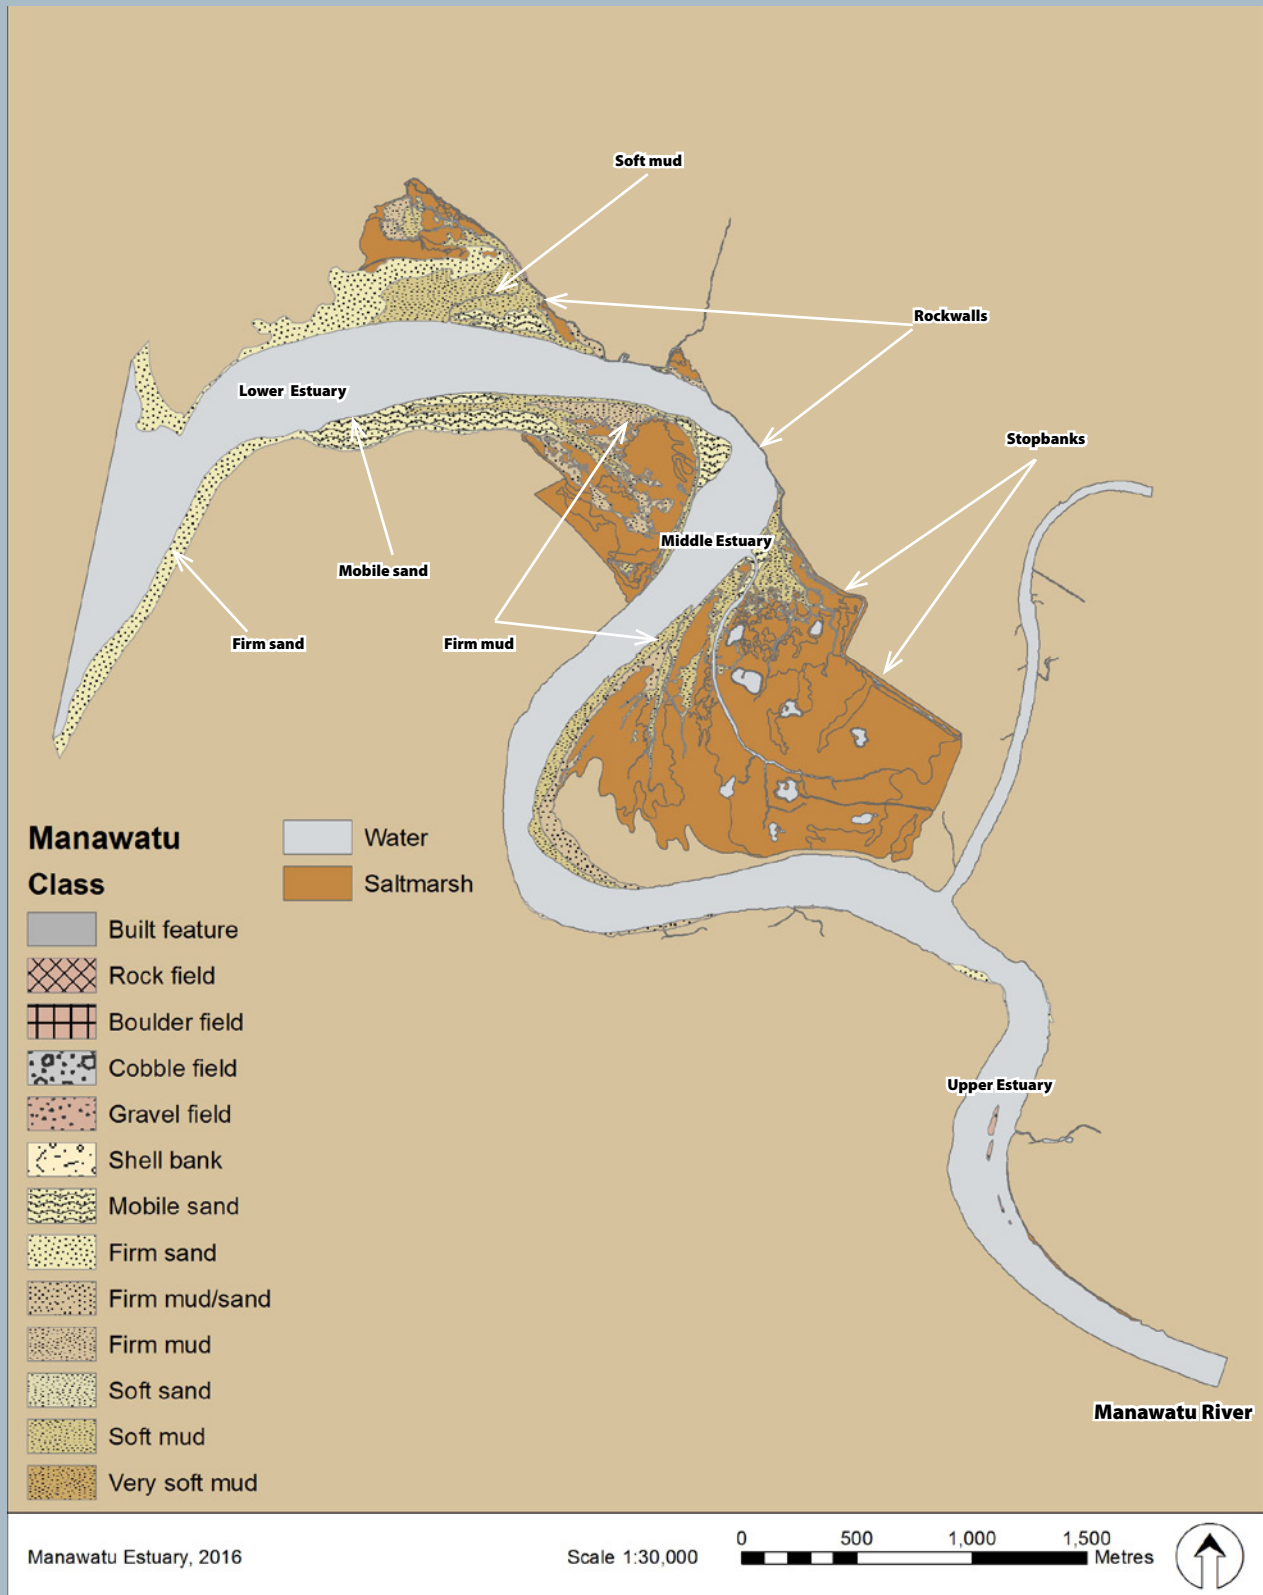 Soft mud
Rockwalls
Lower Estuary
Stopbanks
Middle Estuary
Mobile sand
Firm sand
Firm mud
Manawatu
Class
Water
Saltmarsh
Built feature
Rock field
Boulder field
Cobble field
Gravel field
Shell bank
Mobile sand
Firm sand
Firm mud/sand
Firm mud
Soft sand
Soft mud
Very soft mud
Upper Estuary
Manawatu River
Manawatu Estuary, 2016
Scale 1:30,000
0 500 1,000 1,500
Metres